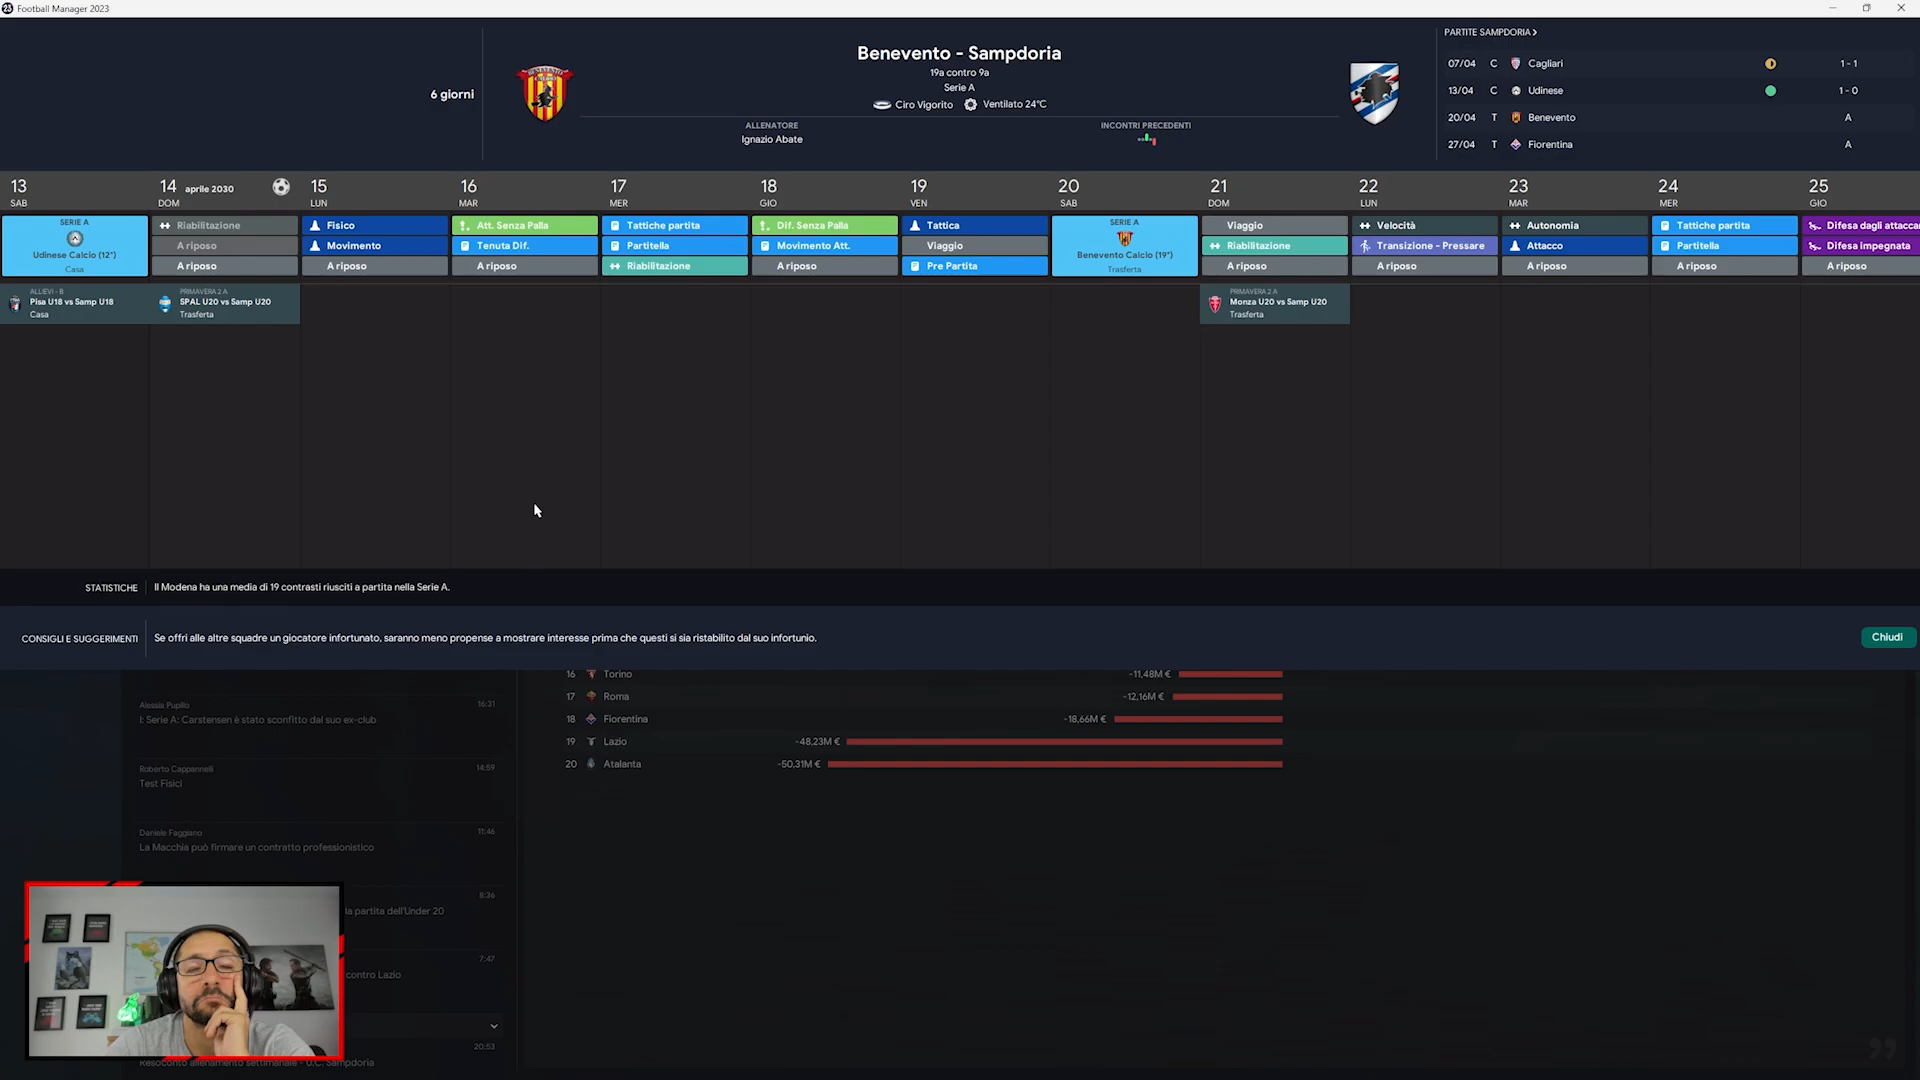 Football Manager 2023
6 giorni
Benevento - Sampdoria
19a contro 9a
Serie A
Ciro Vigorito Ventilato 24°C
ALLENATORE
Ignazio Abate
INCONTRI PRECEDENTI
PARTITE SAMPDORIA
07/04 C Cagliari 1 - 1
13/04 C Udinese 1 - 0
20/04 T Benevento A
27/04 T Fiorentina A
13 14 aprile 2030 15 16 17 18 19 20 21 22 23 24 25
SAB DOM LUN MAR MER GIO VEN SAB DOM LUN MAR MER GIO
SERIE A
Udinese Calcio (12°)
Casa
Riabilitazione
A riposo
A riposo
Fisico
Movimento
A riposo
Att. Senza Palla
Tenuta Dif.
A riposo
Tattiche partita
Partitella
Riabilitazione
Dif. Senza Palla
Movimento Att.
A riposo
Tattica
Viaggio
Pre Partita
SERIE A
Benevento Calcio (19°)
Trasferta
Viaggio
Riabilitazione
A riposo
Velocità
Transizione - Pressare
A riposo
Autonomia
Attacco
A riposo
Tattiche partita
Partitella
A riposo
Difesa dagli attacca
Difesa impegnata
A riposo
ALLIEVI - B
Pisa U18 vs Samp U18
Casa
PRIMAVERA 2 A
SPAL U20 vs Samp U20
Trasferta
PRIMAVERA 2 A
Monza U20 vs Samp U20
Trasferta
STATISTICHE Il Modena ha una media di 19 contrasti riusciti a partita nella Serie A.
CONSIGLI E SUGGERIMENTI Se offri alle altre squadre un giocatore infortunato, saranno meno propense a mostrare interesse prima che questi si sia ristabilito dal suo infortunio.
Chiudi
16 Torino -11,48M €
17 Roma -12,16M €
18 Fiorentina -18,66M €
19 Lazio -48,23M €
20 Atalanta -50,31M €
Alessia Pupillo 16:31
I: Serie A: Carstensen è stato sconfitto dal suo ex-club
Roberto Cappannelli 14:59
Test Fisici
Daniele Faggiano 11:46
La Macchia può firmare un contratto professionistico
8:36
la partita dell'Under 20
7:47
contro Lazio
20:53
Resoconto allenamento settimanale - U.C. Sampdoria